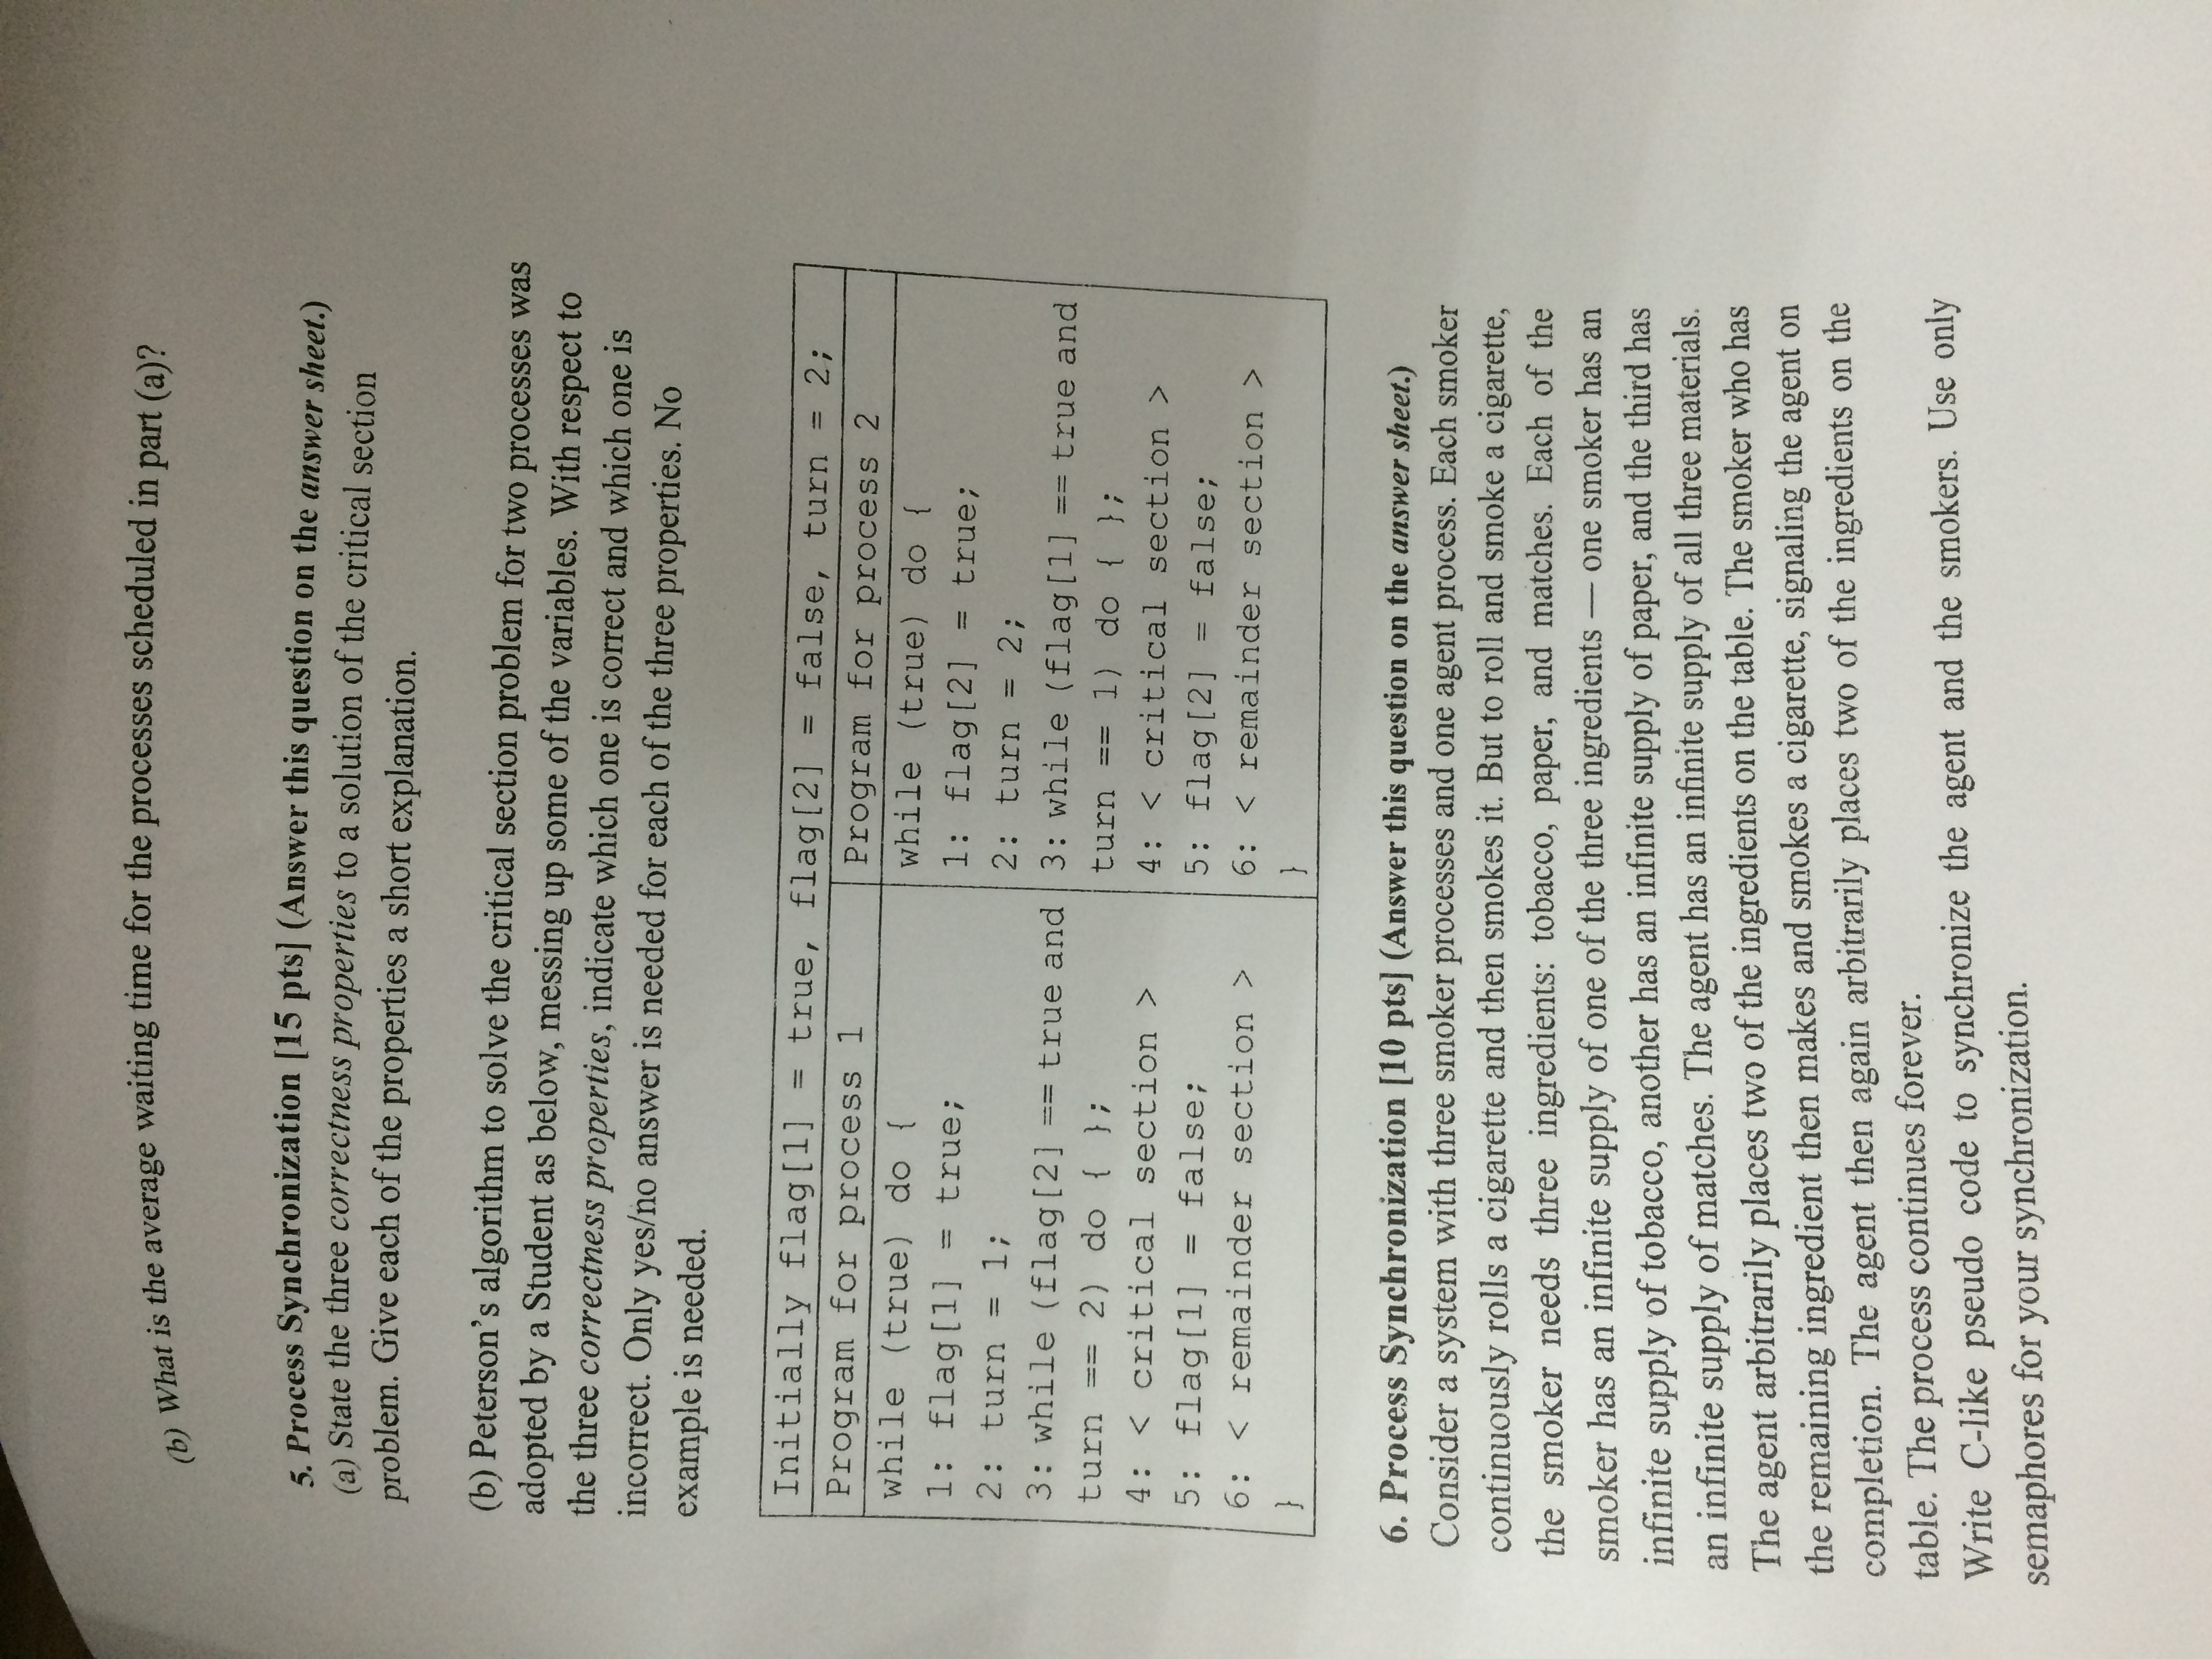 (b) What is the average waiting time for the processes scheduled in part (a)?
5. Process Synchronization [15 pts] (Answer this question on the answer sheet.)
(a) State the three correctness properties to a solution of the critical section
problem. Give each of the properties a short explanation.
(b) Peterson's algorithm to solve the critical section problem for two processes was
adopted by a Student as below, messing up some of the variables. With respect to
the three correctness properties, indicate which one is correct and which one is
incorrect. Only yes/no answer is needed for each of the three properties. No
example is needed.
Initially flag[1] = true, flag[2] = false, turn = 2;
Program for process 1
while (true) do {
1: flag[1] = true;
2: turn = 1;
3: while (flag[2] == true and
turn == 2) do { };
4: < critical section >
5: flag[1] = false;
6: < remainder section >
}
Program for process 2
while (true) do {
1: flag[2] = true;
2: turn = 2;
3: while (flag[1] == true and
turn == 1) do { };
4: < critical section >
5: flag[2] = false;
6: < remainder section >
}
6. Process Synchronization [10 pts] (Answer this question on the answer sheet.)
Consider a system with three smoker processes and one agent process. Each smoker
continuously rolls a cigarette and then smokes it. But to roll and smoke a cigarette,
the smoker needs three ingredients: tobacco, paper, and matches. Each of the
smoker has an infinite supply of one of the three ingredients — one smoker has an
infinite supply of tobacco, another has an infinite supply of paper, and the third has
an infinite supply of matches. The agent has an infinite supply of all three materials.
The agent arbitrarily places two of the ingredients on the table. The smoker who has
the remaining ingredient then makes and smokes a cigarette, signaling the agent on
completion. The agent then again arbitrarily places two of the ingredients on the
table. The process continues forever.
Write C-like pseudo code to synchronize the agent and the smokers. Use only
semaphores for your synchronization.